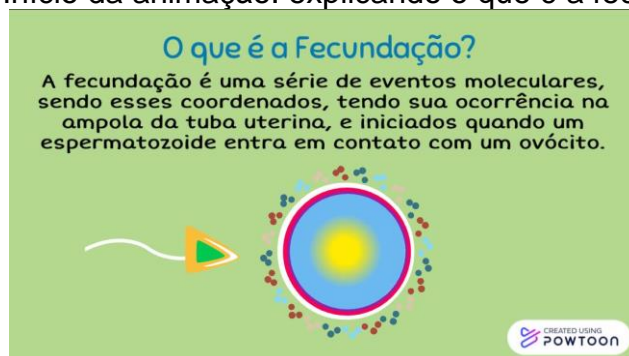 O que é a Fecundação?
A fecundação é uma série de eventos moleculares,
sendo esses coordenados, tendo sua ocorrência na
ampola da tuba uterina, e iniciados quando um
espermatozoide entra em contato com um ovócito.
CREATED USING
POWTOON